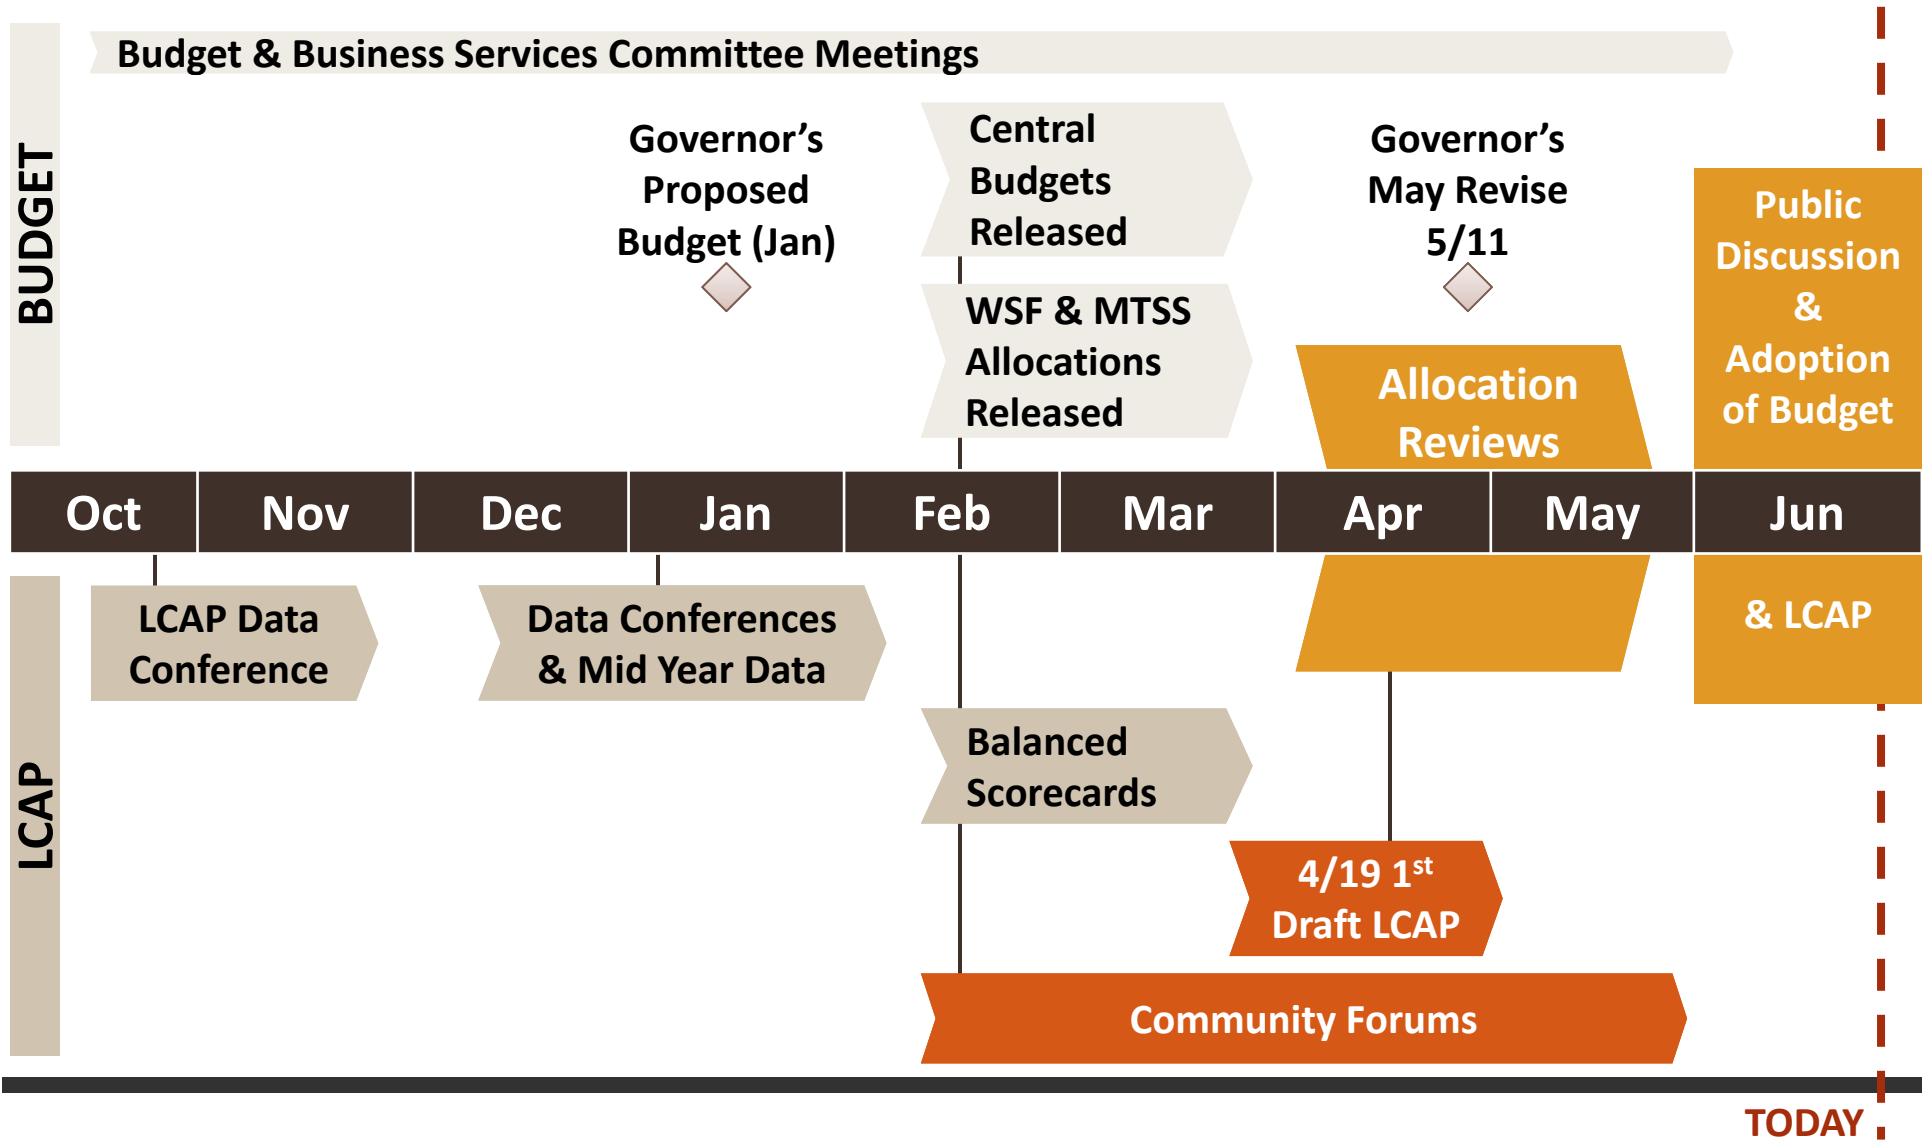 BUDGET
Budget & Business Services Committee Meetings
Governor’s
Proposed
Budget (Jan)
Central
Budgets
Released
WSF & MTSS
Allocations
Released
Governor’s
May Revise
5/11
Allocation
Reviews
Public
Discussion
&
Adoption
of Budget
Oct Nov Dec Jan Feb Mar Apr May Jun
LCAP
LCAP Data
Conference
Data Conferences
& Mid Year Data
& LCAP
Balanced
Scorecards
4/19 1st
Draft LCAP
Community Forums
TODAY